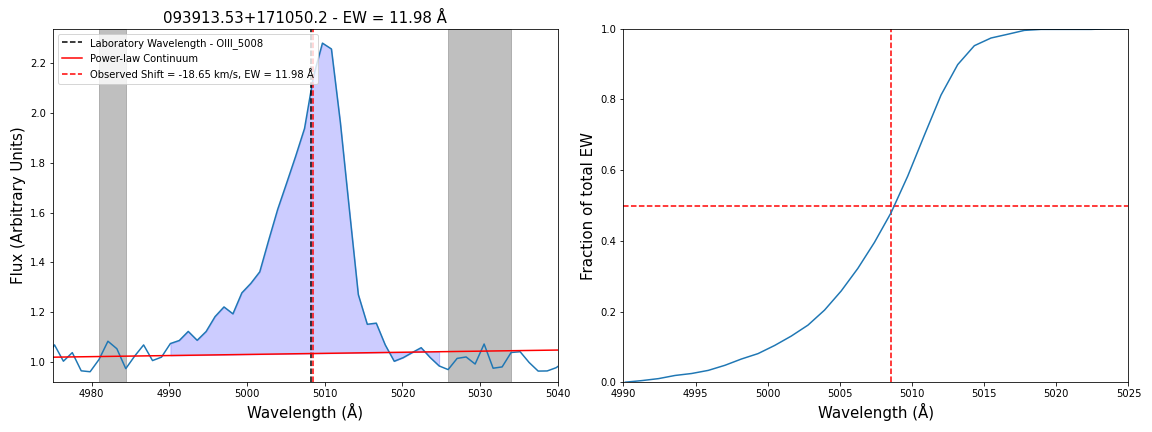 093913.53+171050.2 - EW = 11.98 Å
Laboratory Wavelength - OIII_5008
Power-law Continuum
Observed Shift = -18.65 km/s, EW = 11.98 Å
Flux (Arbitrary Units)
2.2
2.0
1.8
1.6
1.4
1.2
1.0
4980 4990 5000 5010 5020 5030 5040
Wavelength (Å)
Fraction of total EW
1.0
0.8
0.6
0.4
0.2
0.0
4990 4995 5000 5005 5010 5015 5020 5025
Wavelength (Å)